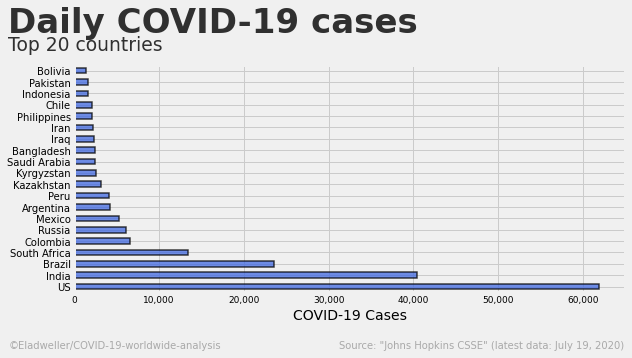 Daily COVID-19 cases
Top 20 countries
Bolivia
Pakistan
Indonesia
Chile
Philippines
Iran
Iraq
Bangladesh
Saudi Arabia
Kyrgyzstan
Kazakhstan
Peru
Argentina
Mexico
Russia
Colombia
South Africa
Brazil
India
US
0 10,000 20,000 30,000 40,000 50,000 60,000
COVID-19 Cases
©Eladweller/COVID-19-worldwide-analysis Source: "Johns Hopkins CSSE" (latest data: July 19, 2020)